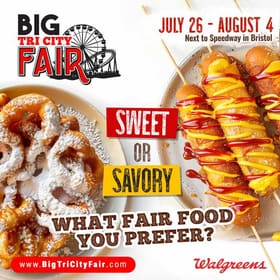 BIG
TRI CITY
FAIR
JULY 26 - AUGUST 4
Next to Speedway in Bristol
SWEET
OR
SAVORY
WHAT FAIR FOOD
YOU PREFER?
www.BigTriCityFair.com
Walgreens